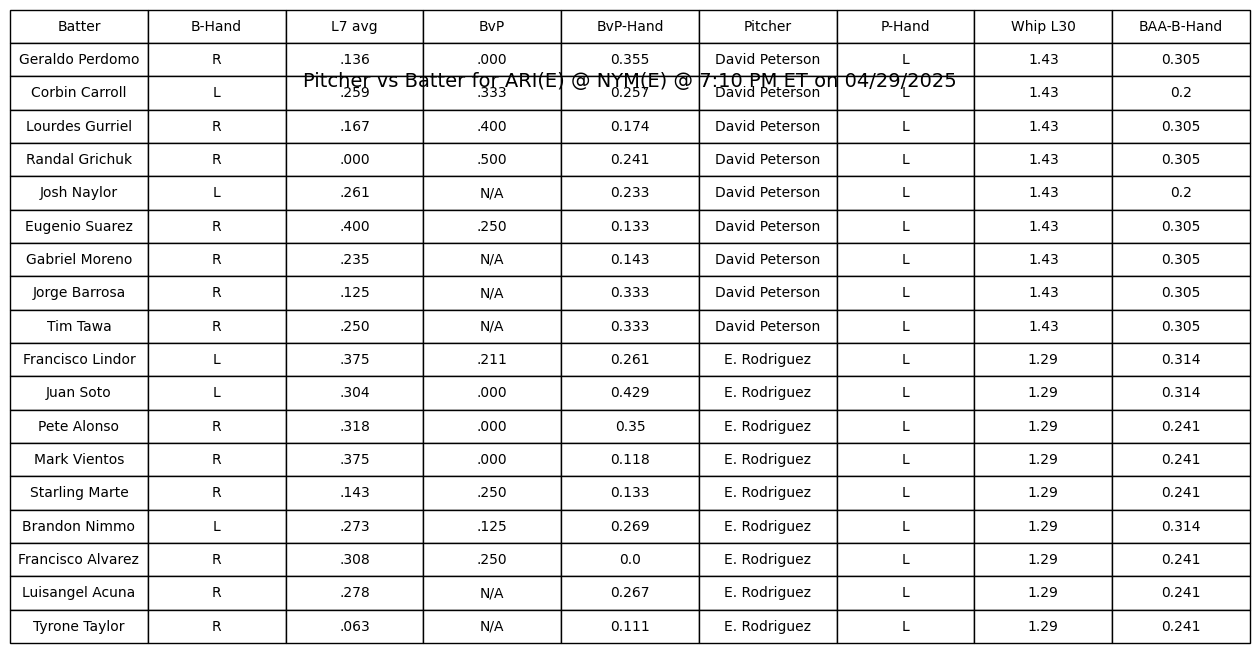 Batter B-Hand L7 avg BvP BvP-Hand Pitcher P-Hand Whip L30 BAA-B-Hand
Geraldo Perdomo R .136 .000 0.355 David Peterson L 1.43 0.305
Pitcher vs Batter for ARI(E) @ NYM(E) @ 7:10 PM ET on 04/29/2025
Corbin Carroll L .259 .333 0.257 David Peterson L 1.43 0.2
Lourdes Gurriel R .167 .400 0.174 David Peterson L 1.43 0.305
Randal Grichuk R .000 .500 0.241 David Peterson L 1.43 0.305
Josh Naylor L .261 N/A 0.233 David Peterson L 1.43 0.2
Eugenio Suarez R .400 .250 0.133 David Peterson L 1.43 0.305
Gabriel Moreno R .235 N/A 0.143 David Peterson L 1.43 0.305
Jorge Barrosa R .125 N/A 0.333 David Peterson L 1.43 0.305
Tim Tawa R .250 N/A 0.333 David Peterson L 1.43 0.305
Francisco Lindor L .375 .211 0.261 E. Rodriguez L 1.29 0.314
Juan Soto L .304 .000 0.429 E. Rodriguez L 1.29 0.314
Pete Alonso R .318 .000 0.35 E. Rodriguez L 1.29 0.241
Mark Vientos R .375 .000 0.118 E. Rodriguez L 1.29 0.241
Starling Marte R .143 .250 0.133 E. Rodriguez L 1.29 0.241
Brandon Nimmo L .273 .125 0.269 E. Rodriguez L 1.29 0.314
Francisco Alvarez R .308 .250 0.0 E. Rodriguez L 1.29 0.241
Luisangel Acuna R .278 N/A 0.267 E. Rodriguez L 1.29 0.241
Tyrone Taylor R .063 N/A 0.111 E. Rodriguez L 1.29 0.241